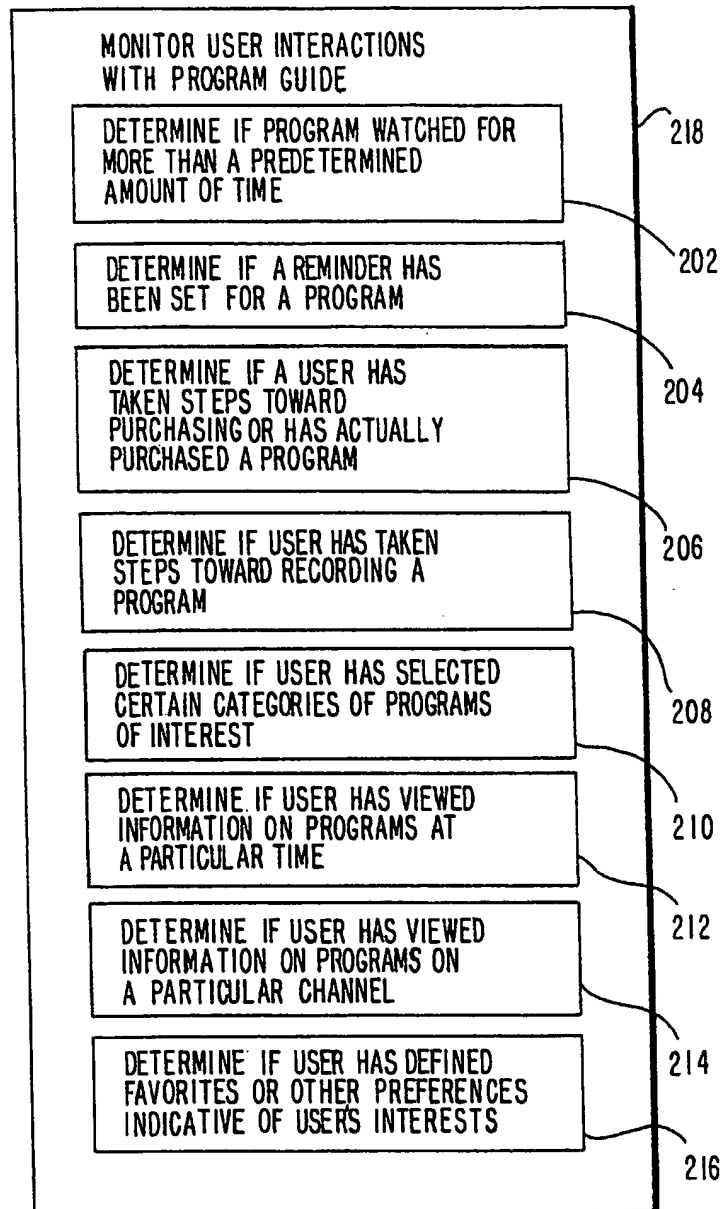 MONITOR USER INTERACTIONS
WITH PROGRAM GUIDE
218
DETERMINE IF PROGRAM WATCHED FOR
MORE THAN A PREDETERMINED
AMOUNT OF TIME
202
DETERMINE IF A REMINDER HAS
BEEN SET FOR A PROGRAM
204
DETERMINE IF A USER HAS
TAKEN STEPS TOWARD
PURCHASING OR HAS ACTUALLY
PURCHASED A PROGRAM
206
DETERMINE IF USER HAS TAKEN
STEPS TOWARD RECORDING A
PROGRAM
208
DETERMINE IF USER HAS SELECTED
CERTAIN CATEGORIES OF PROGRAMS
OF INTEREST
210
DETERMINE IF USER HAS VIEWED
INFORMATION ON PROGRAMS AT
A PARTICULAR TIME
212
DETERMINE IF USER HAS VIEWED
INFORMATION ON PROGRAMS ON
A PARTICULAR CHANNEL
214
DETERMINE IF USER HAS DEFINED
FAVORITES OR OTHER PREFERENCES
INDICATIVE OF USER'S INTERESTS
216